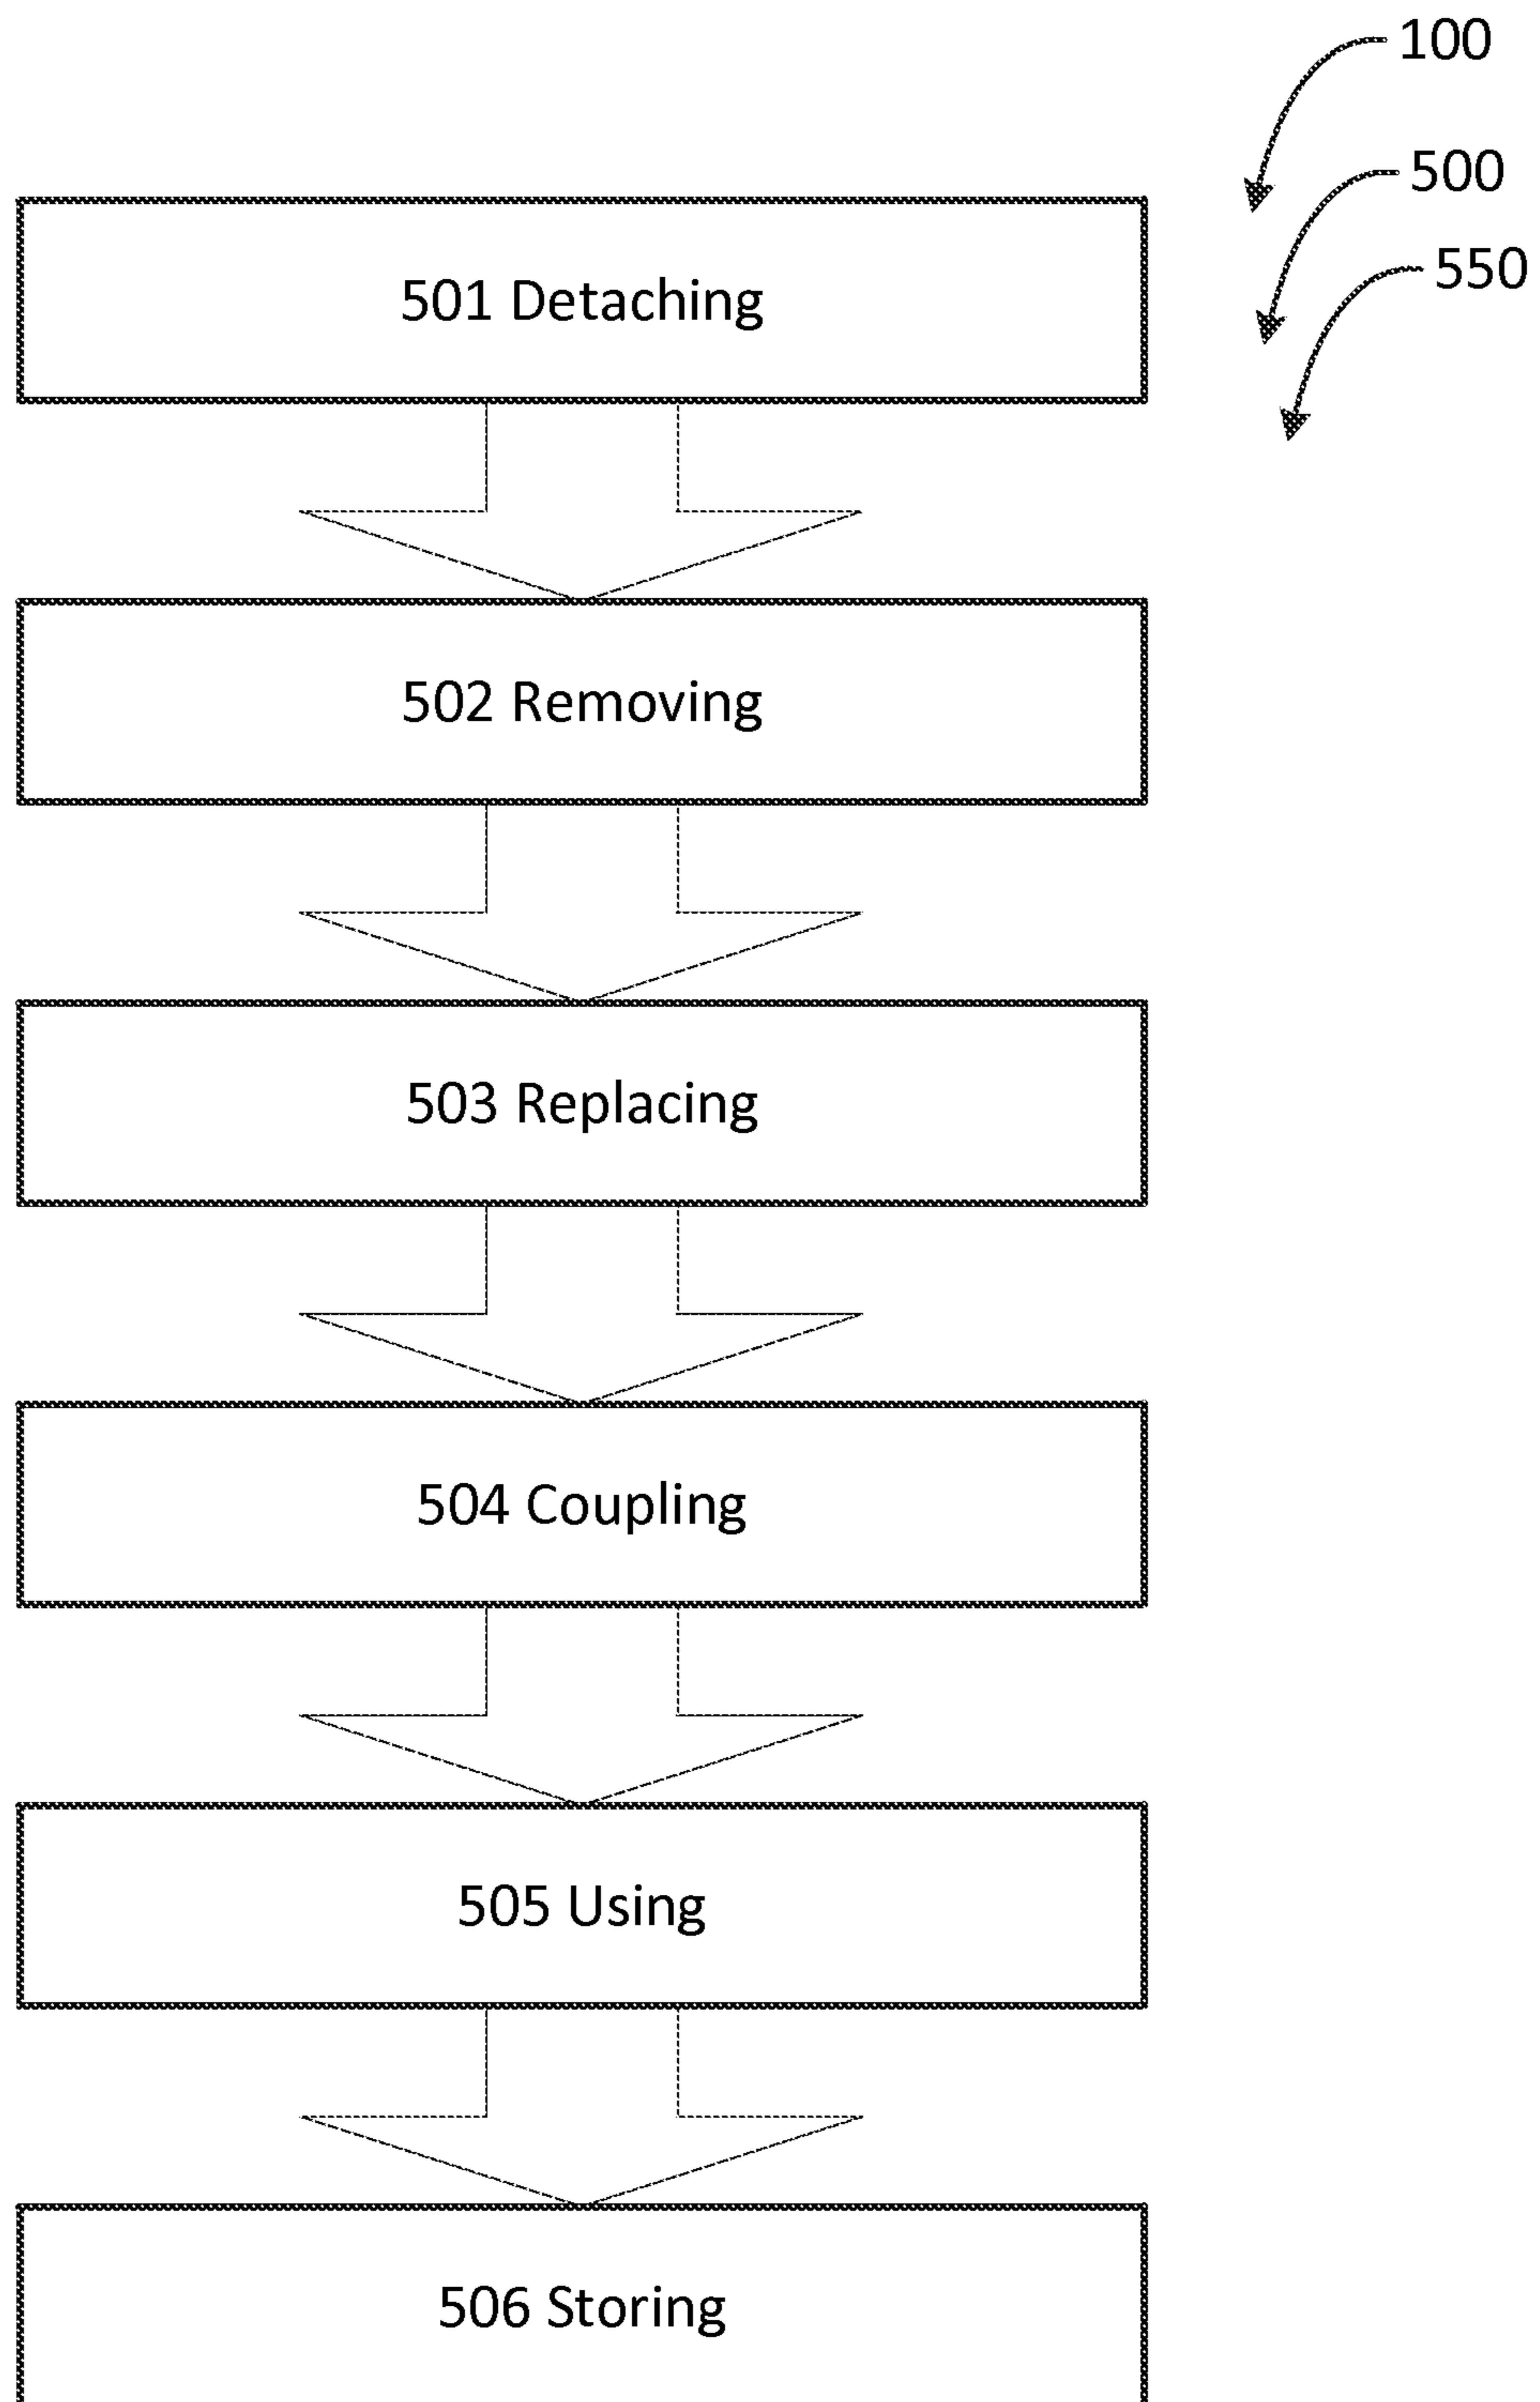 100
500
550
501 Detaching
502 Removing
503 Replacing
504 Coupling
505 Using
506 Storing